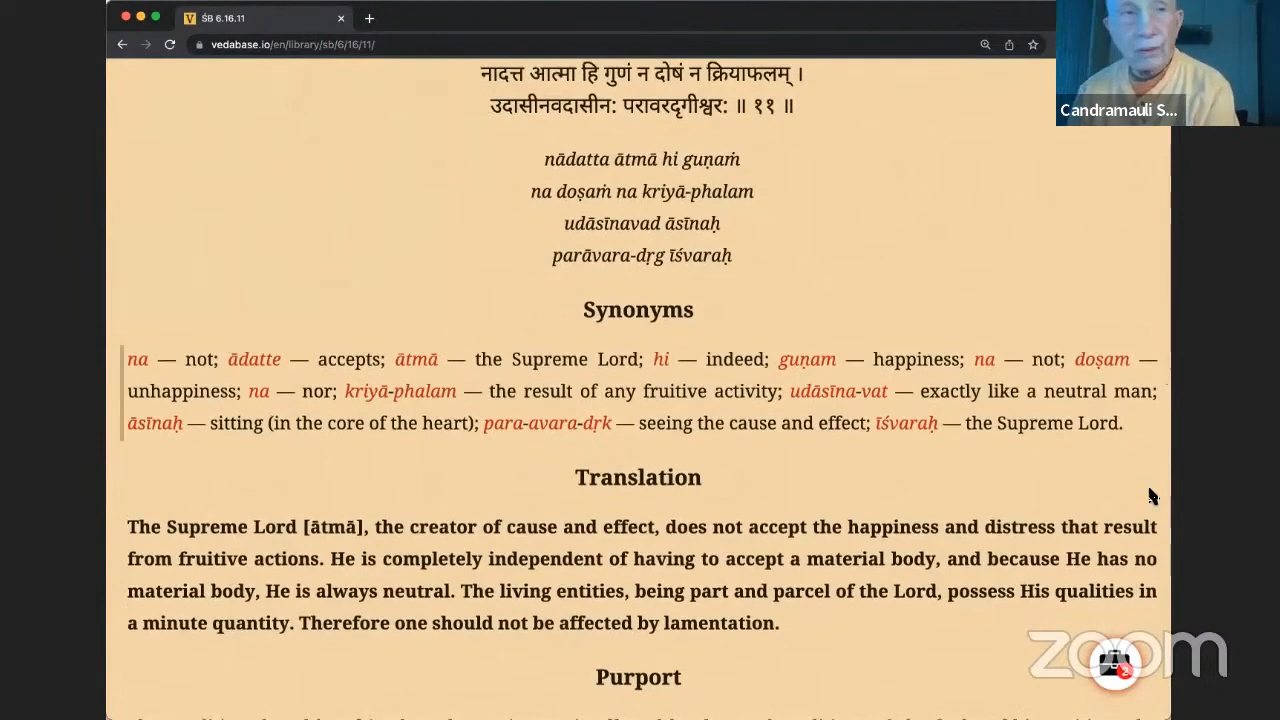 ŚB 6.16.11
vedabase.io/en/library/sb/6/16/11/
Candramauli S...
नादत्त आत्मा हि गुणं न दोषं न क्रियाफलम् ।
उदासीनवदासीन: परावरदृगीश्वर: ॥ ११ ॥
nādatta ātmā hi guṇaṁ
na doṣaṁ na kriyā-phalam
udāsīnavad āsīnaḥ
parāvara-dṛg īśvaraḥ
Synonyms
na — not; ādatte — accepts; ātmā — the Supreme Lord; hi — indeed; guṇam — happiness; na — not; doṣam —
unhappiness; na — nor; kriyā-phalam — the result of any fruitive activity; udāsīna-vat — exactly like a neutral man;
āsīnaḥ — sitting (in the core of the heart); para-avara-dṛk — seeing the cause and effect; īśvaraḥ — the Supreme Lord.
Translation
The Supreme Lord [ātmā], the creator of cause and effect, does not accept the happiness and distress that result
from fruitive actions. He is completely independent of having to accept a material body, and because He has no
material body, He is always neutral. The living entities, being part and parcel of the Lord, possess His qualities in
a minute quantity. Therefore one should not be affected by lamentation.
Purport
zoom
2